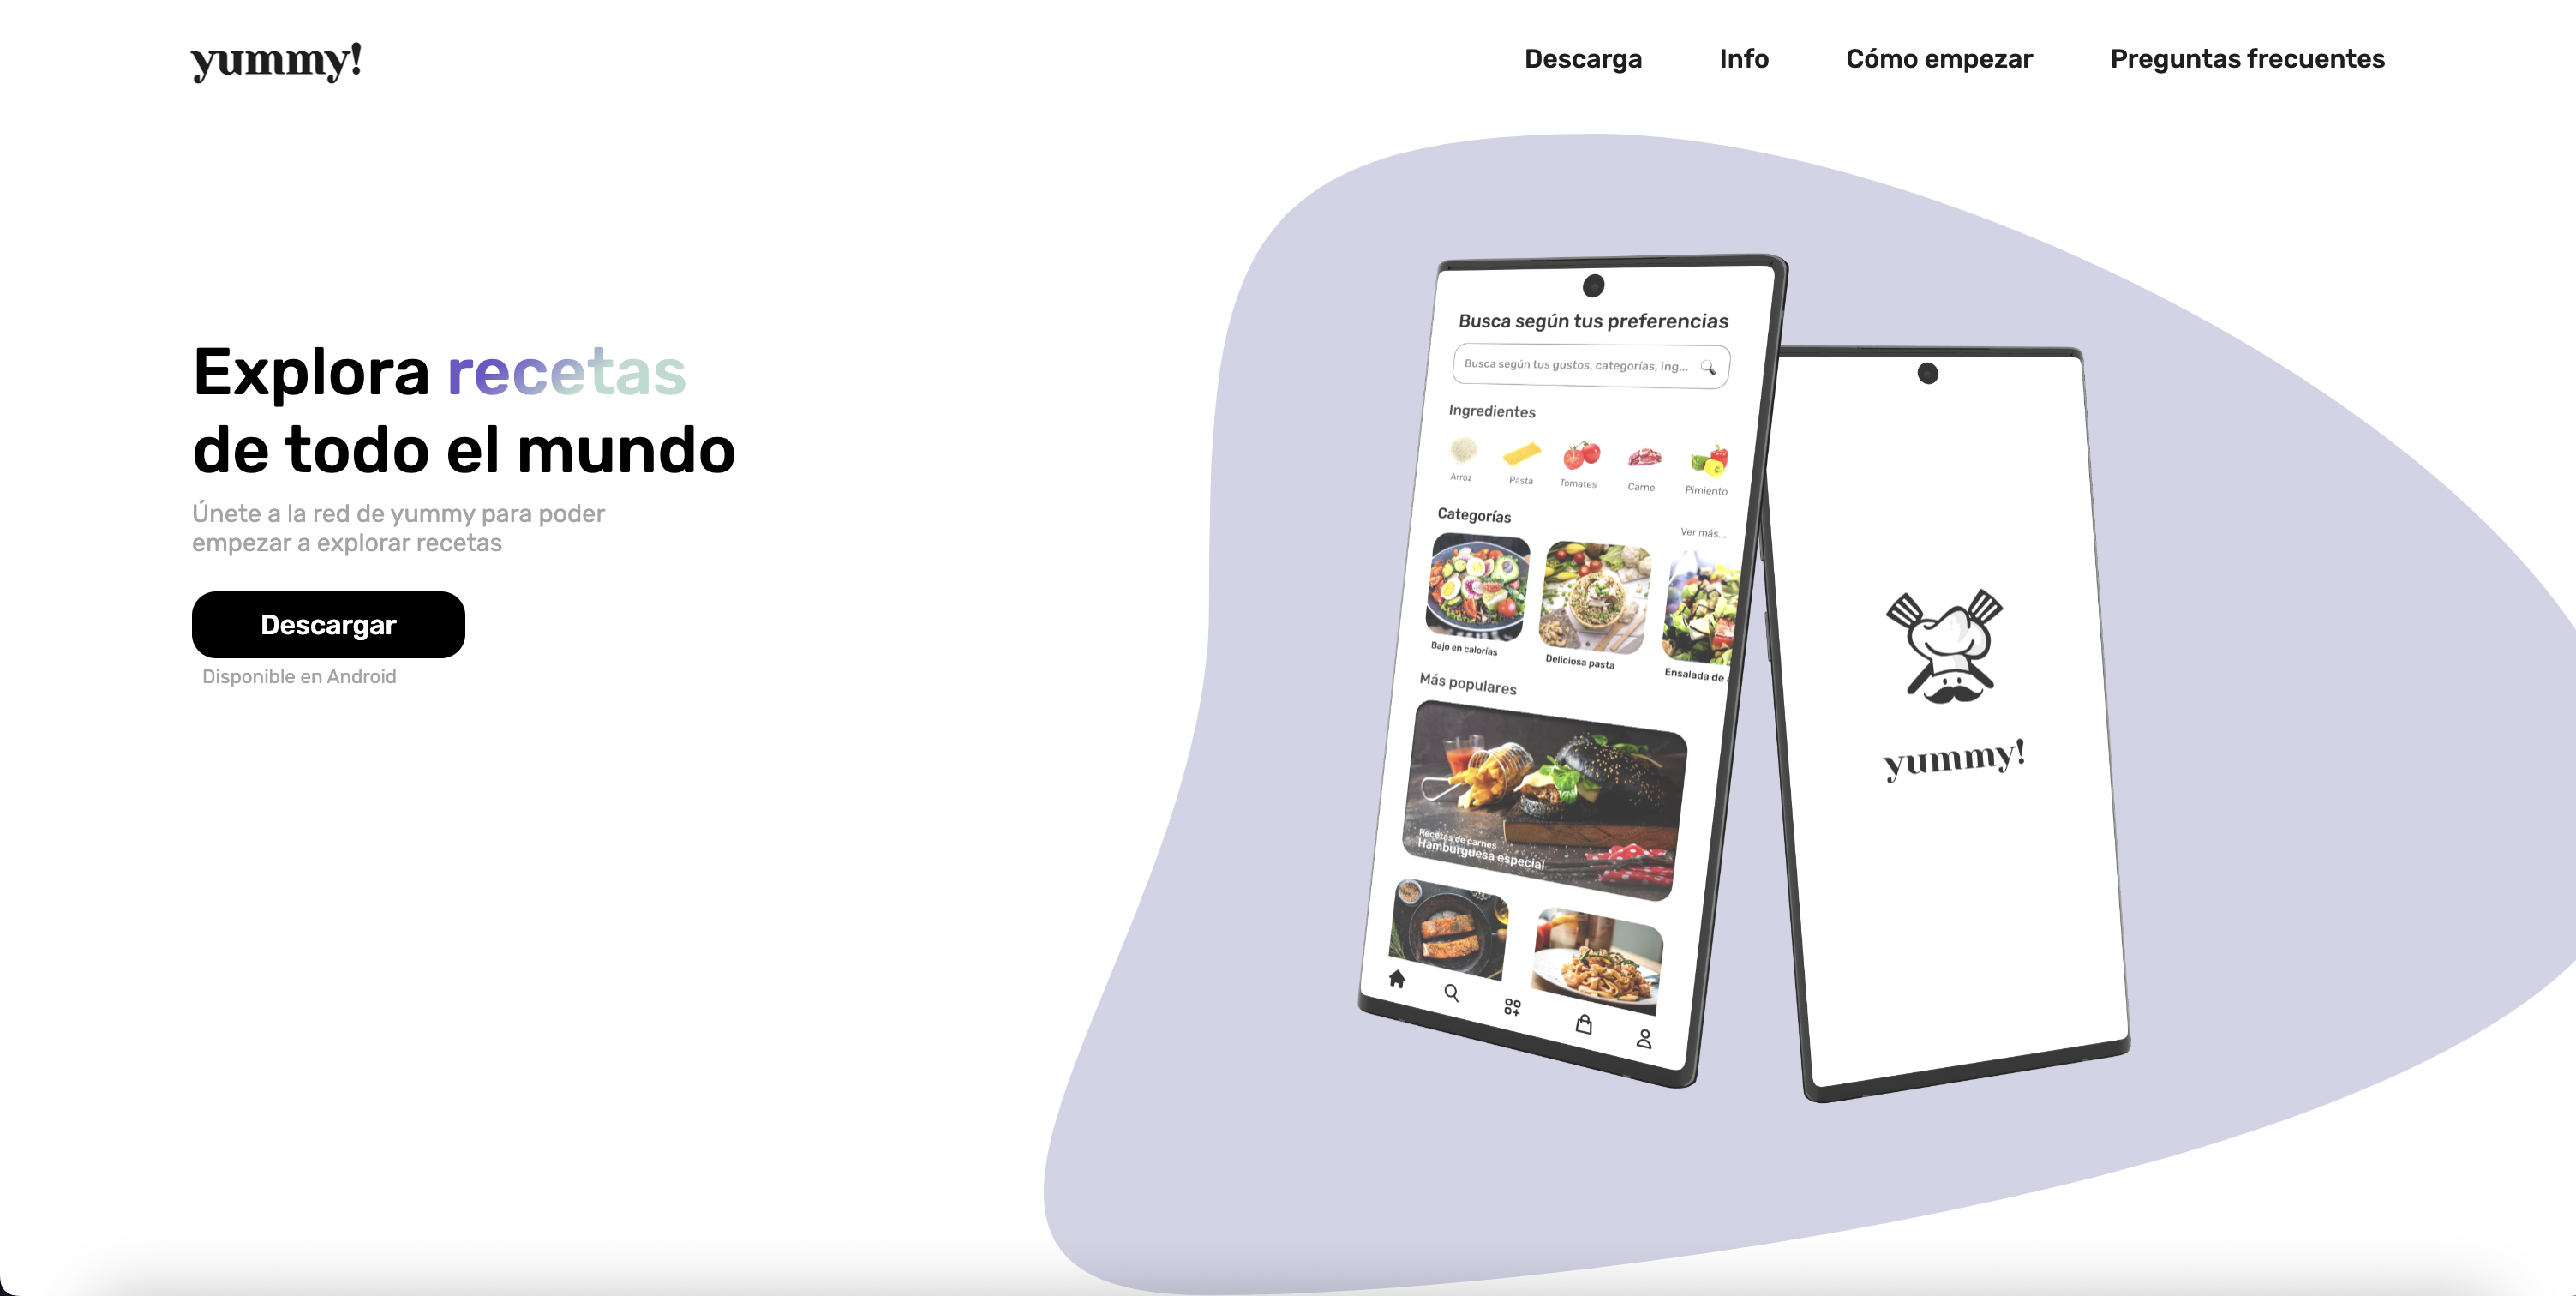 yummy!
Descarga
Info
Cómo empezar
Preguntas frecuentes
Explora recetas
de todo el mundo
Únete a la red de yummy para poder
empezar a explorar recetas
Descargar
Disponible en Android
Busca según tus preferencias
Busca según tus gustos, categorías, ing...
Ingredientes
Arroz
Pasta
Tomates
Carne
Pimiento
Categorías
Ver más...
Bajo en calorías
Deliciosa pasta
Ensalada de
Más populares
Recetas de carnes
Hamburguesa especial
yummy!